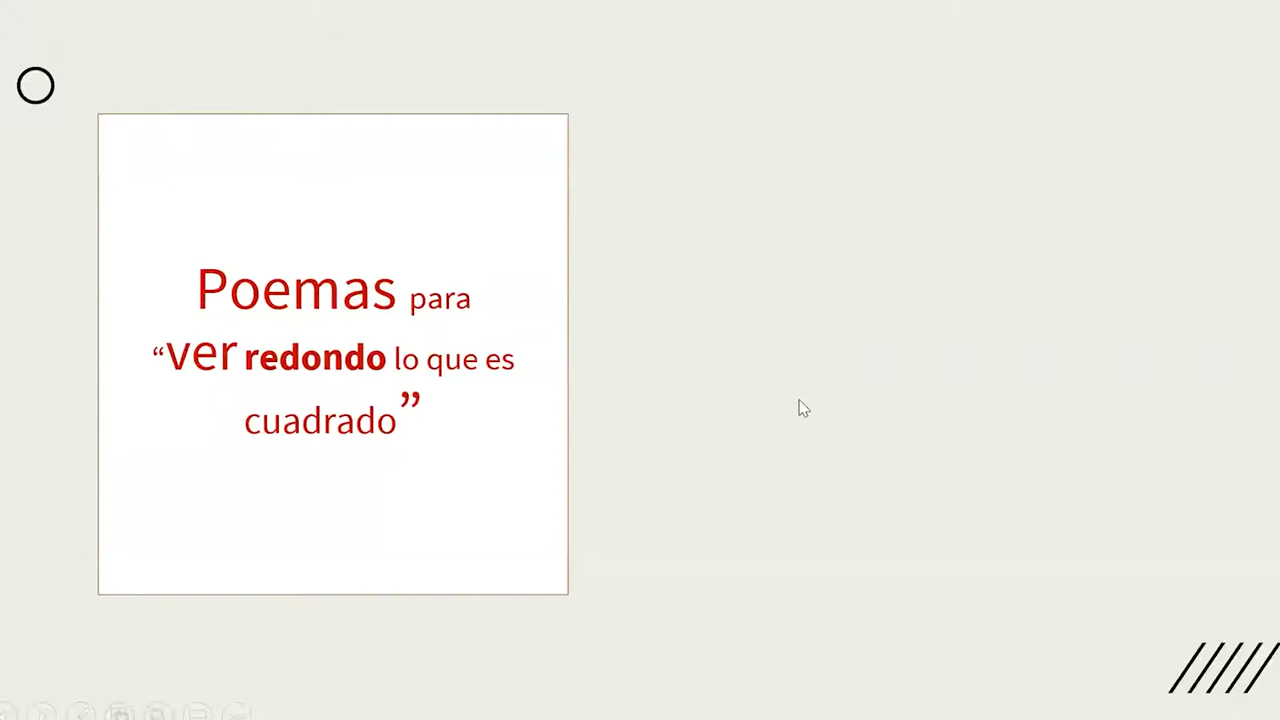 Poemas para
“ver redondo lo que es
cuadrado”